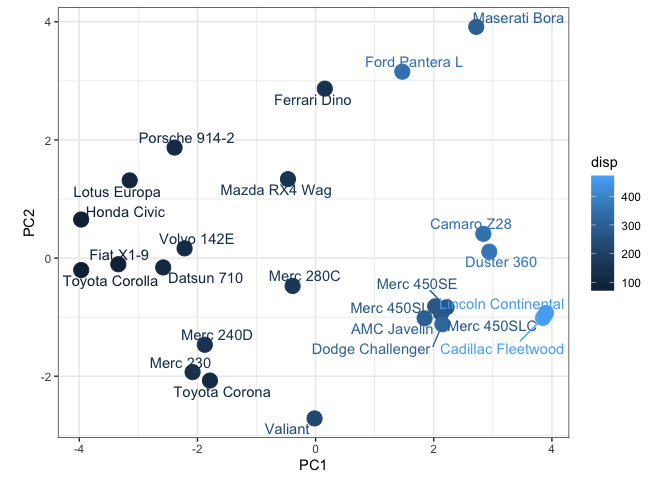 Maserati Bora
Ford Pantera L
Ferrari Dino
Porsche 914-2
Lotus Europa
Mazda RX4 Wag
Honda Civic
Camaro Z28
Volvo 142E
Fiat X1-9
Duster 360
Toyota Corolla
Datsun 710
Merc 280C
Merc 450SE
Merc 450SL
Lincoln Continental
AMC Javelin
Merc 450SLC
Merc 240D
Dodge Challenger
Cadillac Fleetwood
Merc 230
Toyota Corona
Valiant
4
2
0
-2
PC2
-4
-2
0
2
4
PC1
disp
400
300
200
100